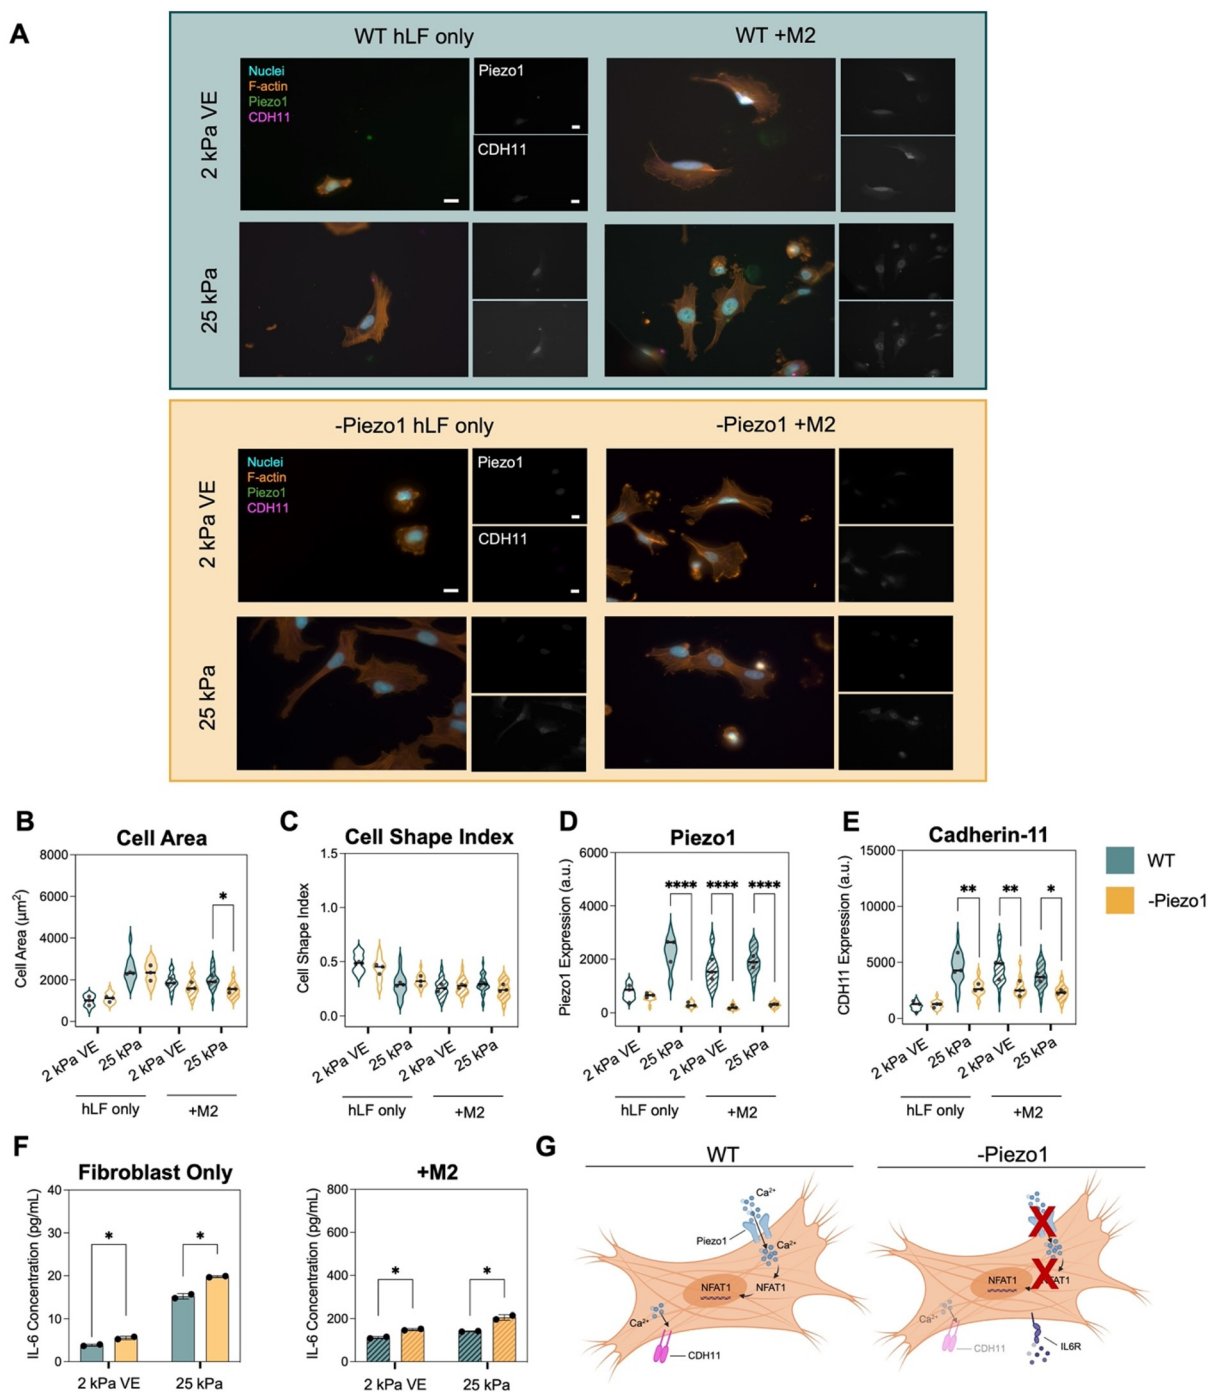 A
WT hLF only
WT +M2
2 kPa VE
Nuclei
F-actin
Piezo1
CDH11
Piezo1
CDH11
25 kPa
-Piezo1 hLF only
-Piezo1 +M2
2 kPa VE
Nuclei
F-actin
Piezo1
CDH11
Piezo1
CDH11
25 kPa
B
Cell Area
Cell Area (µm²)
8000
6000
4000
2000
0
*
2 kPa VE
25 kPa
2 kPa VE
25 kPa
hLF only
+M2
C
Cell Shape Index
Cell Shape Index
1.5
1.0
0.5
0.0
2 kPa VE
25 kPa
2 kPa VE
25 kPa
hLF only
+M2
D
Piezo1
Piezo1 Expression (a.u.)
6000
4000
2000
0
**** **** ****
2 kPa VE
25 kPa
2 kPa VE
25 kPa
hLF only
+M2
E
Cadherin-11
CDH11 Expression (a.u.)
15000
10000
5000
0
** ** *
2 kPa VE
25 kPa
2 kPa VE
25 kPa
hLF only
+M2
WT
-Piezo1
F
Fibroblast Only
IL-6 Concentration (pg/mL)
40
30
20
10
0
* *
2 kPa VE
25 kPa
+M2
IL-6 Concentration (pg/mL)
800
600
400
200
0
* *
2 kPa VE
25 kPa
G
WT
Ca²⁺
Piezo1
Ca²⁺
NFAT1
NFAT1
Ca²⁺
CDH11
-Piezo1
X
X
NFAT1
Ca²⁺
CDH11
IL6R